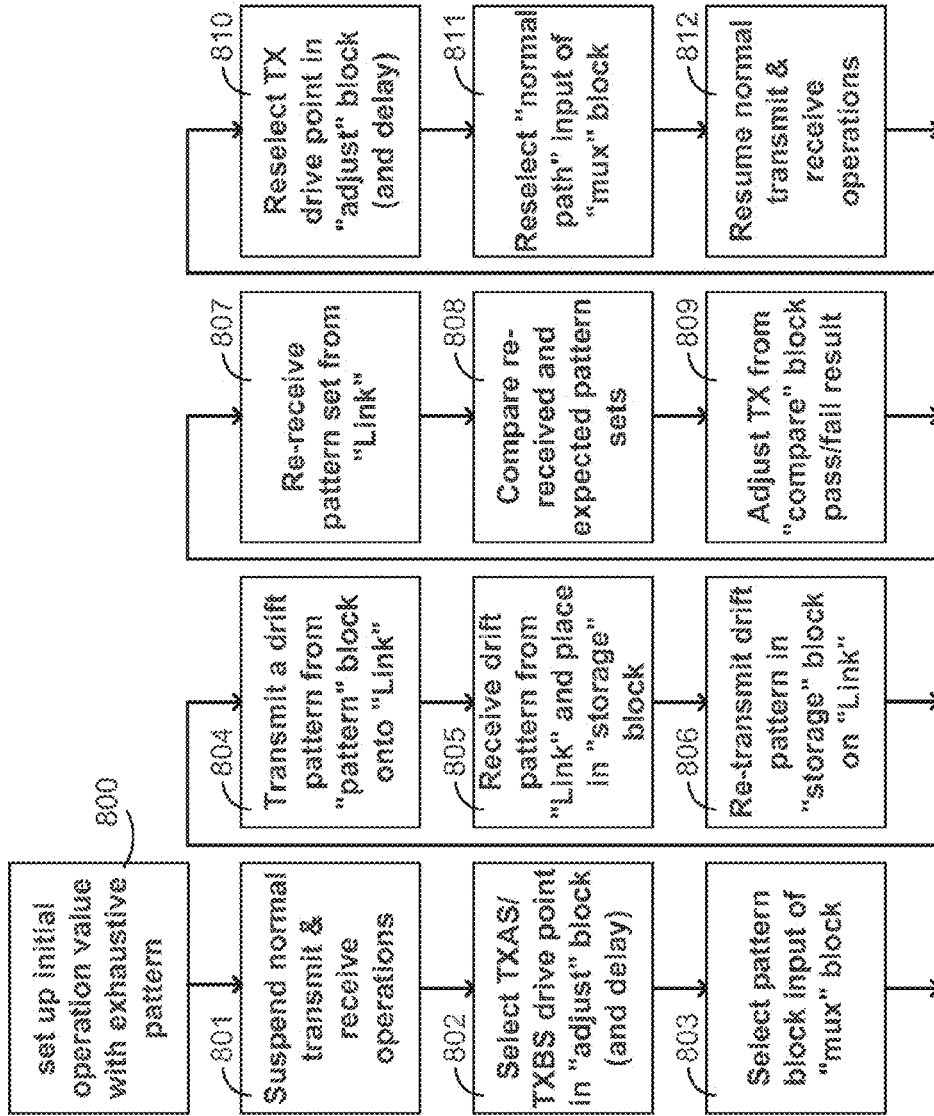 800
set up initial
operation value
with exhaustive
pattern
801
Suspend normal
transmit &
receive
operations
802
Select TXAS/
TXBS drive point
in "adjust" block
(and delay)
803
Select pattern
block input of
"mux" block
804
Transmit a drift
pattern from
"pattern" block
onto "Link"
805
Receive drift
pattern from
"Link" and place
in "storage"
block
806
Re-transmit drift
pattern in
"storage" block
on "Link"
807
Re-receive
pattern set from
"Link"
808
Compare re-
received and
expected pattern
sets
809
Adjust TX from
"compare" block
pass/fail result
810
Reselect TX
drive point in
"adjust" block
(and delay)
811
Reselect "normal
path" input of
"mux" block
812
Resume normal
transmit &
receive
operations